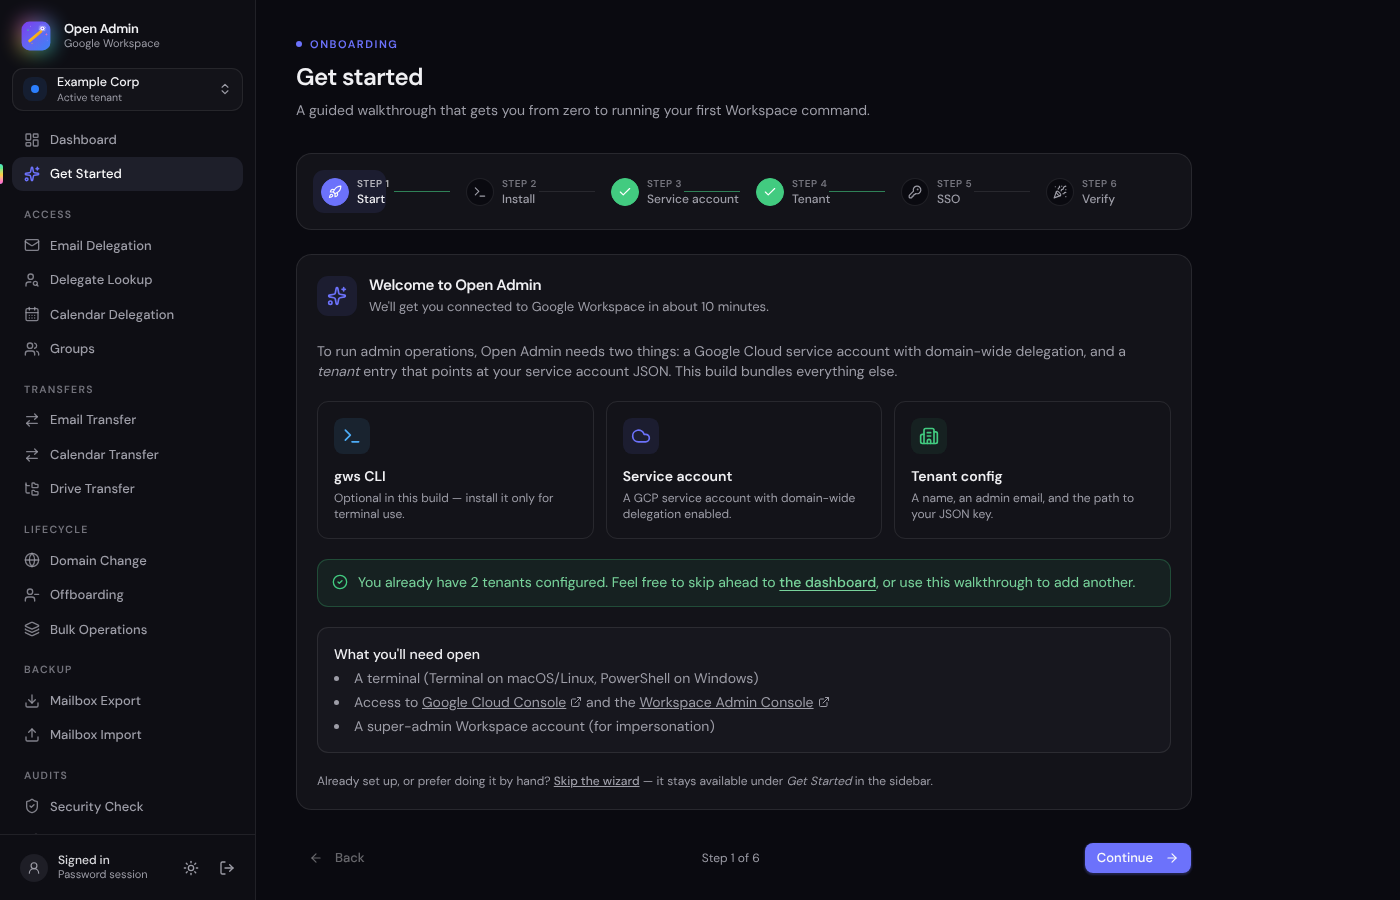 Open Admin
Google Workspace
Example Corp
Active tenant
Dashboard
Get Started
ACCESS
Email Delegation
Delegate Lookup
Calendar Delegation
Groups
TRANSFERS
Email Transfer
Calendar Transfer
Drive Transfer
LIFECYCLE
Domain Change
Offboarding
Bulk Operations
BACKUP
Mailbox Export
Mailbox Import
AUDITS
Security Check
Signed in
Password session
ONBOARDING
Get started
A guided walkthrough that gets you from zero to running your first Workspace command.
STEP 1
Start
STEP 2
Install
STEP 3
Service account
STEP 4
Tenant
STEP 5
SSO
STEP 6
Verify
Welcome to Open Admin
We'll get you connected to Google Workspace in about 10 minutes.
To run admin operations, Open Admin needs two things: a Google Cloud service account with domain-wide delegation, and a
tenant entry that points at your service account JSON. This build bundles everything else.
gws CLI
Optional in this build — install it only for
terminal use.
Service account
A GCP service account with domain-wide
delegation enabled.
Tenant config
A name, an admin email, and the path to
your JSON key.
You already have 2 tenants configured. Feel free to skip ahead to the dashboard, or use this walkthrough to add another.
What you'll need open
A terminal (Terminal on macOS/Linux, PowerShell on Windows)
Access to Google Cloud Console and the Workspace Admin Console
A super-admin Workspace account (for impersonation)
Already set up, or prefer doing it by hand? Skip the wizard — it stays available under Get Started in the sidebar.
Back
Step 1 of 6
Continue